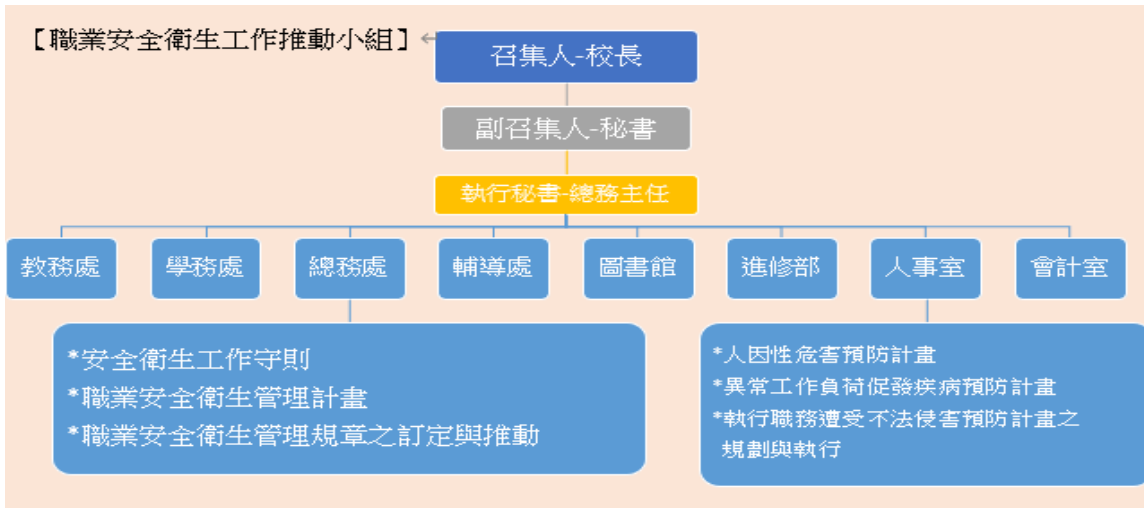 【職業安全衛生工作推動小組】
召集人-校長
副召集人-秘書
執行秘書-總務主任
教務處
學務處
總務處
輔導處
圖書館
進修部
人事室
會計室
*安全衛生工作守則
*職業安全衛生管理計畫
*職業安全衛生管理規章之訂定與推動
*人因性危害預防計畫
*異常工作負荷促發疾病預防計畫
*執行職務遭受不法侵害預防計畫之
規劃與執行